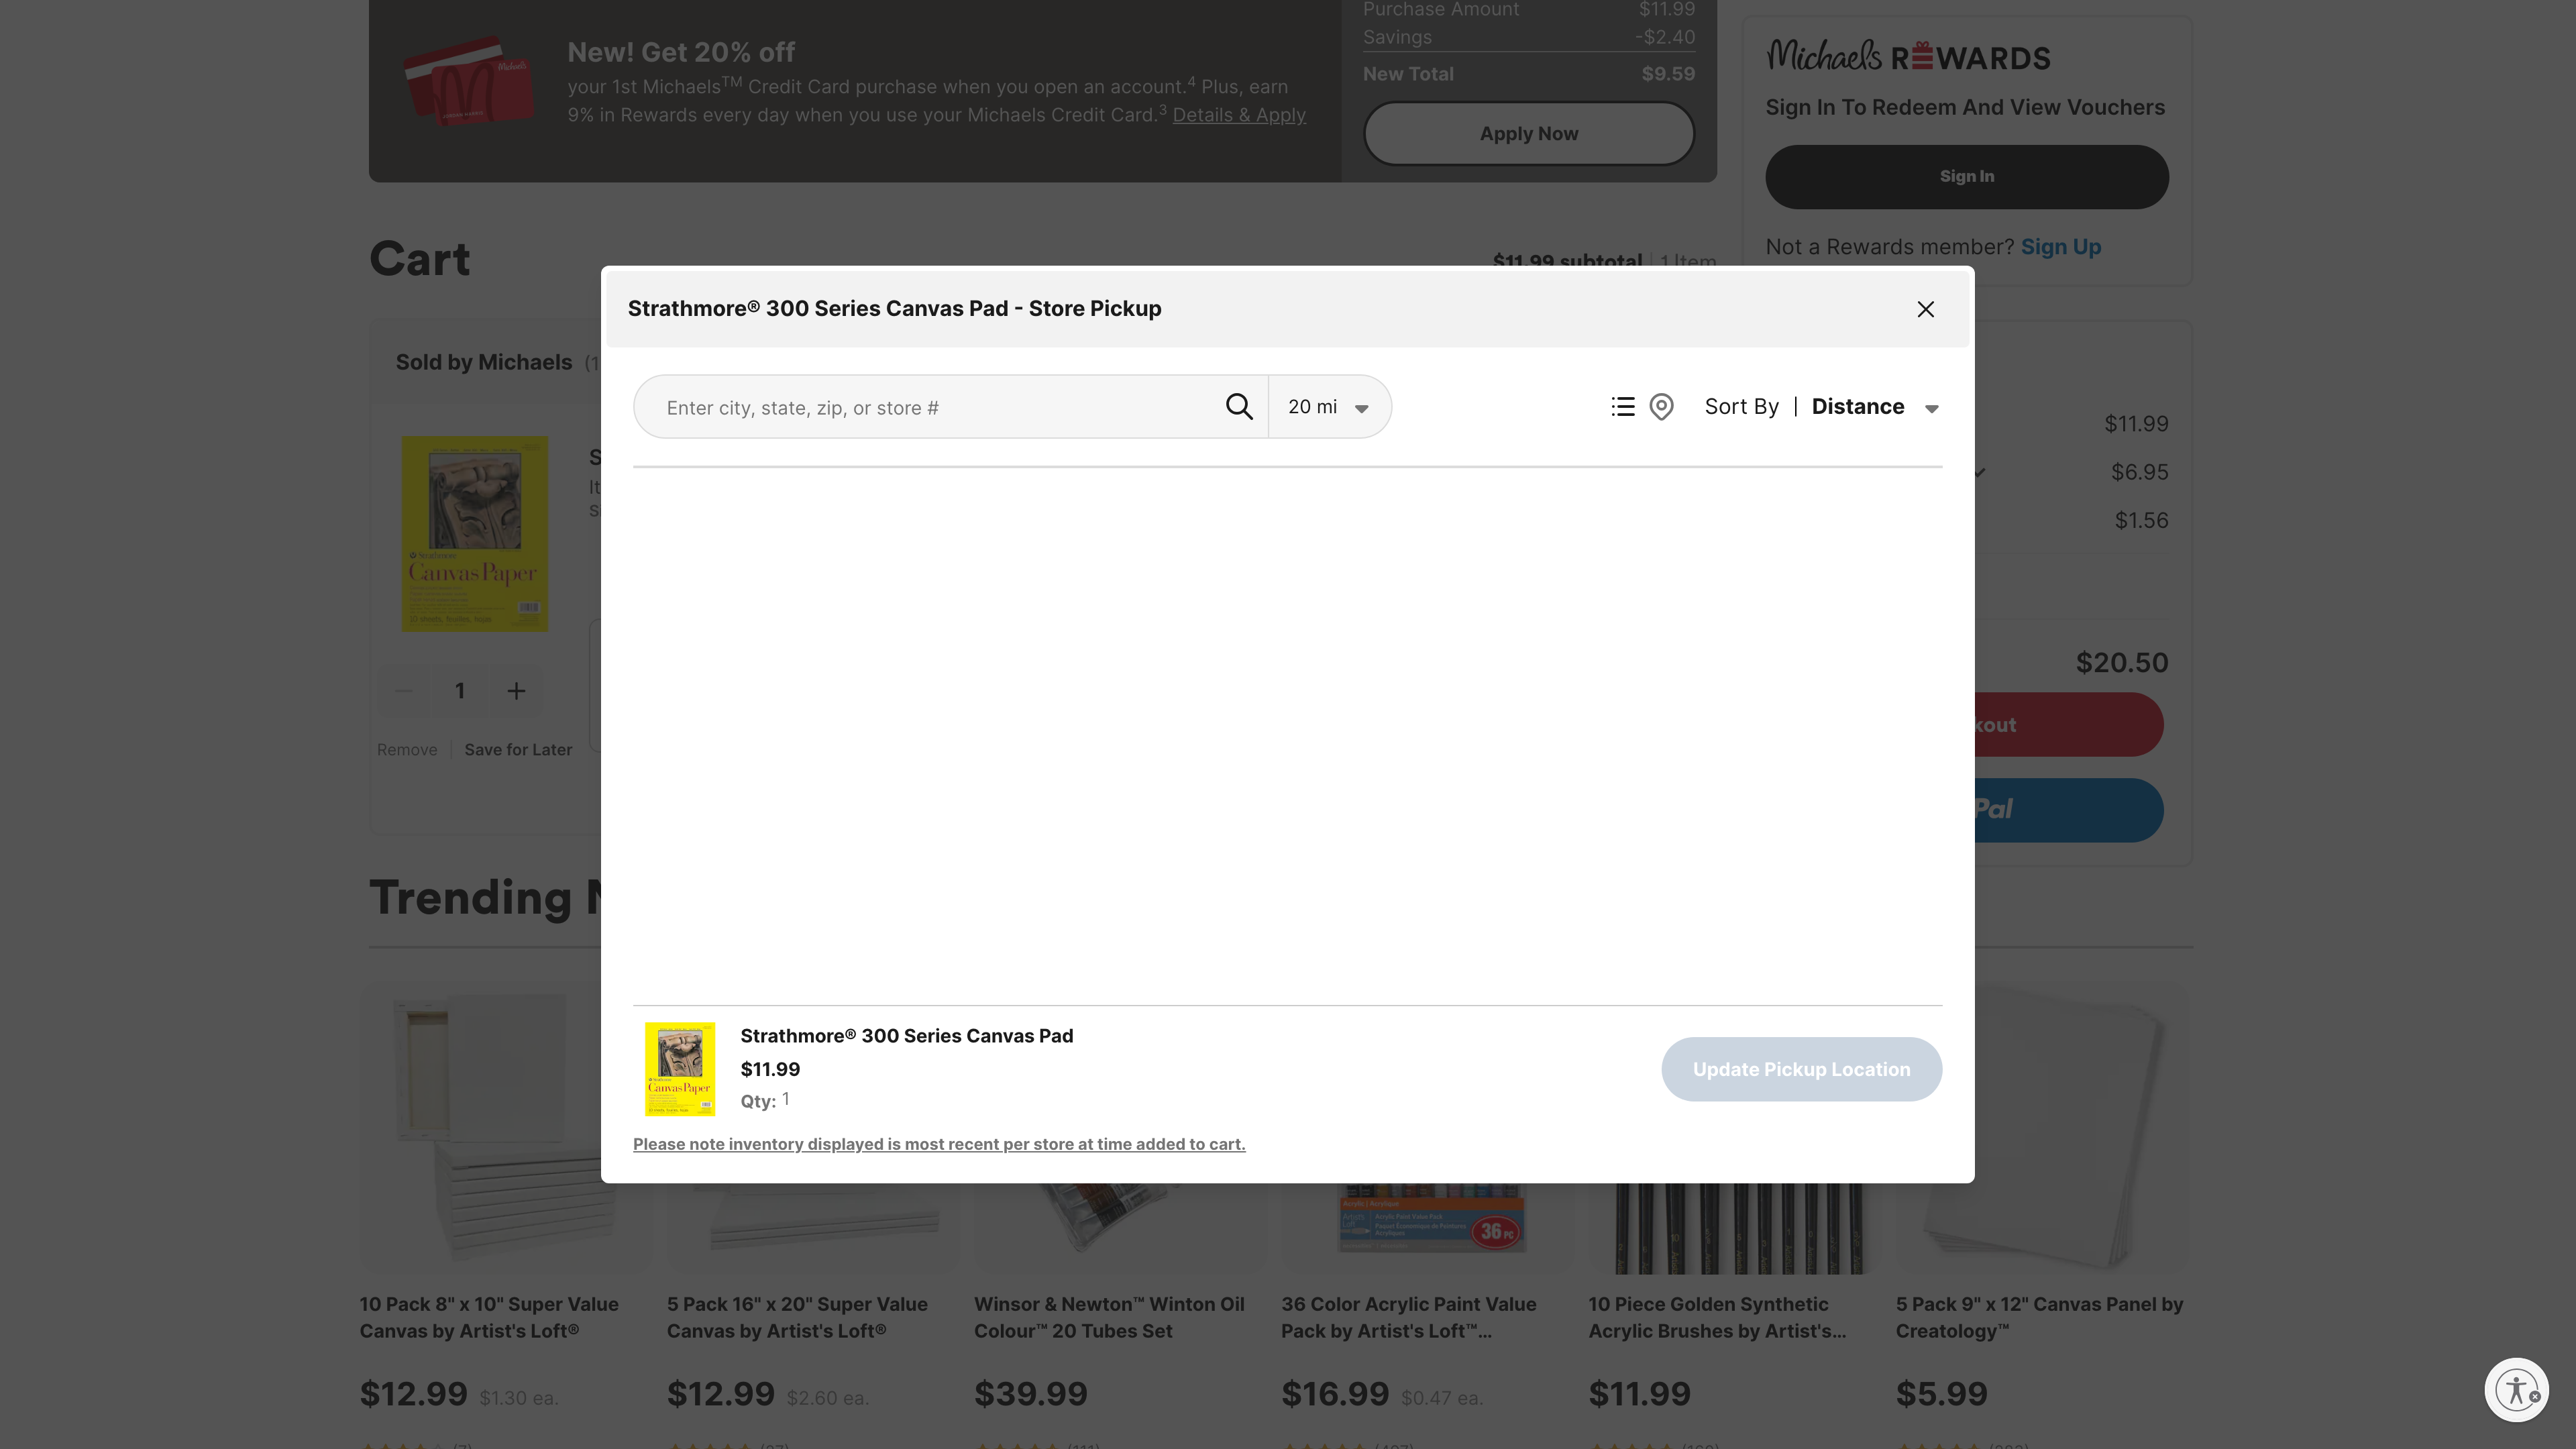 Purchase Amount $11.99
Savings -$2.40
New Total $9.59
Apply Now
New! Get 20% off
your 1st Michaels™ Credit Card purchase when you open an account.4 Plus, earn
9% in Rewards every day when you use your Michaels Credit Card.3 Details & Apply
Michaels
Michaels REWARDS
Sign In To Redeem And View Vouchers
Sign In
Not a Rewards member? Sign Up
Cart
$11.99 subtotal | 1 Item
Strathmore® 300 Series Canvas Pad - Store Pickup
Enter city, state, zip, or store #
20 mi
Sort By | Distance
Sold by Michaels (1
Strathmore
Canvas Paper
1
Remove
Save for Later
$11.99
$6.95
$1.56
$20.50
kout
Pal
Strathmore® 300 Series Canvas Pad
$11.99
Qty: 1
Canvas Paper
Update Pickup Location
Please note inventory displayed is most recent per store at time added to cart.
Trending
36 PC
10 Pack 8" x 10" Super Value
Canvas by Artist's Loft®
$12.99 $1.30 ea.
5 Pack 16" x 20" Super Value
Canvas by Artist's Loft®
$12.99 $2.60 ea.
Winsor & Newton™ Winton Oil
Colour™ 20 Tubes Set
$39.99
36 Color Acrylic Paint Value
Pack by Artist's Loft™...
$16.99 $0.47 ea.
10 Piece Golden Synthetic
Acrylic Brushes by Artist's...
$11.99
5 Pack 9" x 12" Canvas Panel by
Creatology™
$5.99